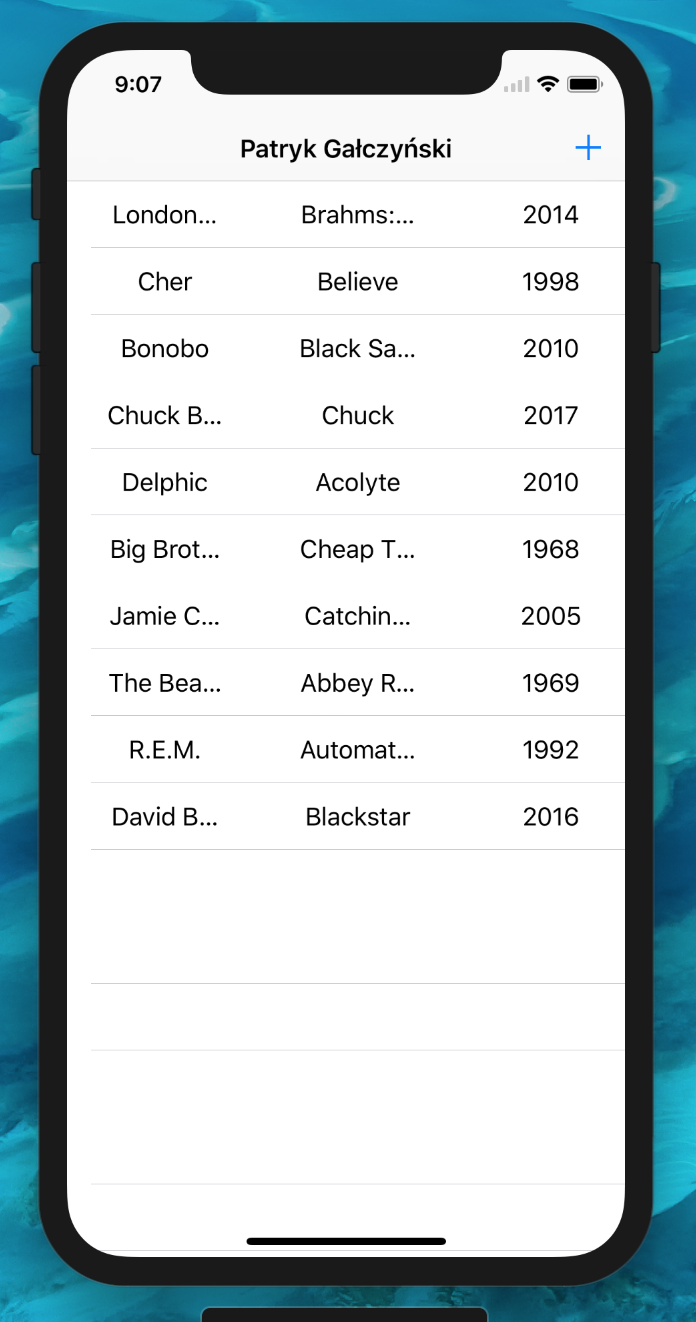 9:07
Patryk Gałczyński
London... Brahms:... 2014
Cher Believe 1998
Bonobo Black Sa... 2010
Chuck B... Chuck 2017
Delphic Acolyte 2010
Big Brot... Cheap T... 1968
Jamie C... Catchin... 2005
The Bea... Abbey R... 1969
R.E.M. Automat... 1992
David B... Blackstar 2016